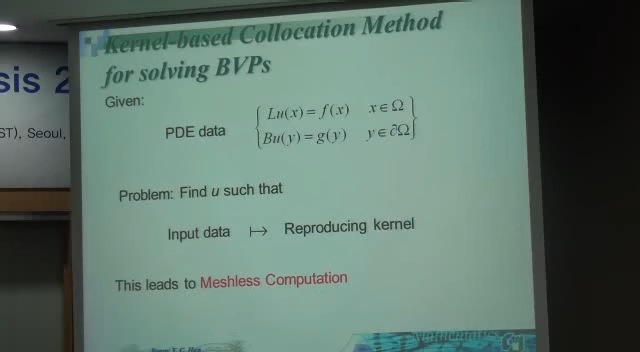 Kernel-based Collocation Method
for solving BVPs
sis 2
ST), Seoul,
Given:
PDE data
Lu(x) = f(x) x ∈ Ω
Bu(y) = g(y) y ∈ ∂Ω
Problem: Find u such that
Input data ↦ Reproducing kernel
This leads to Meshless Computation